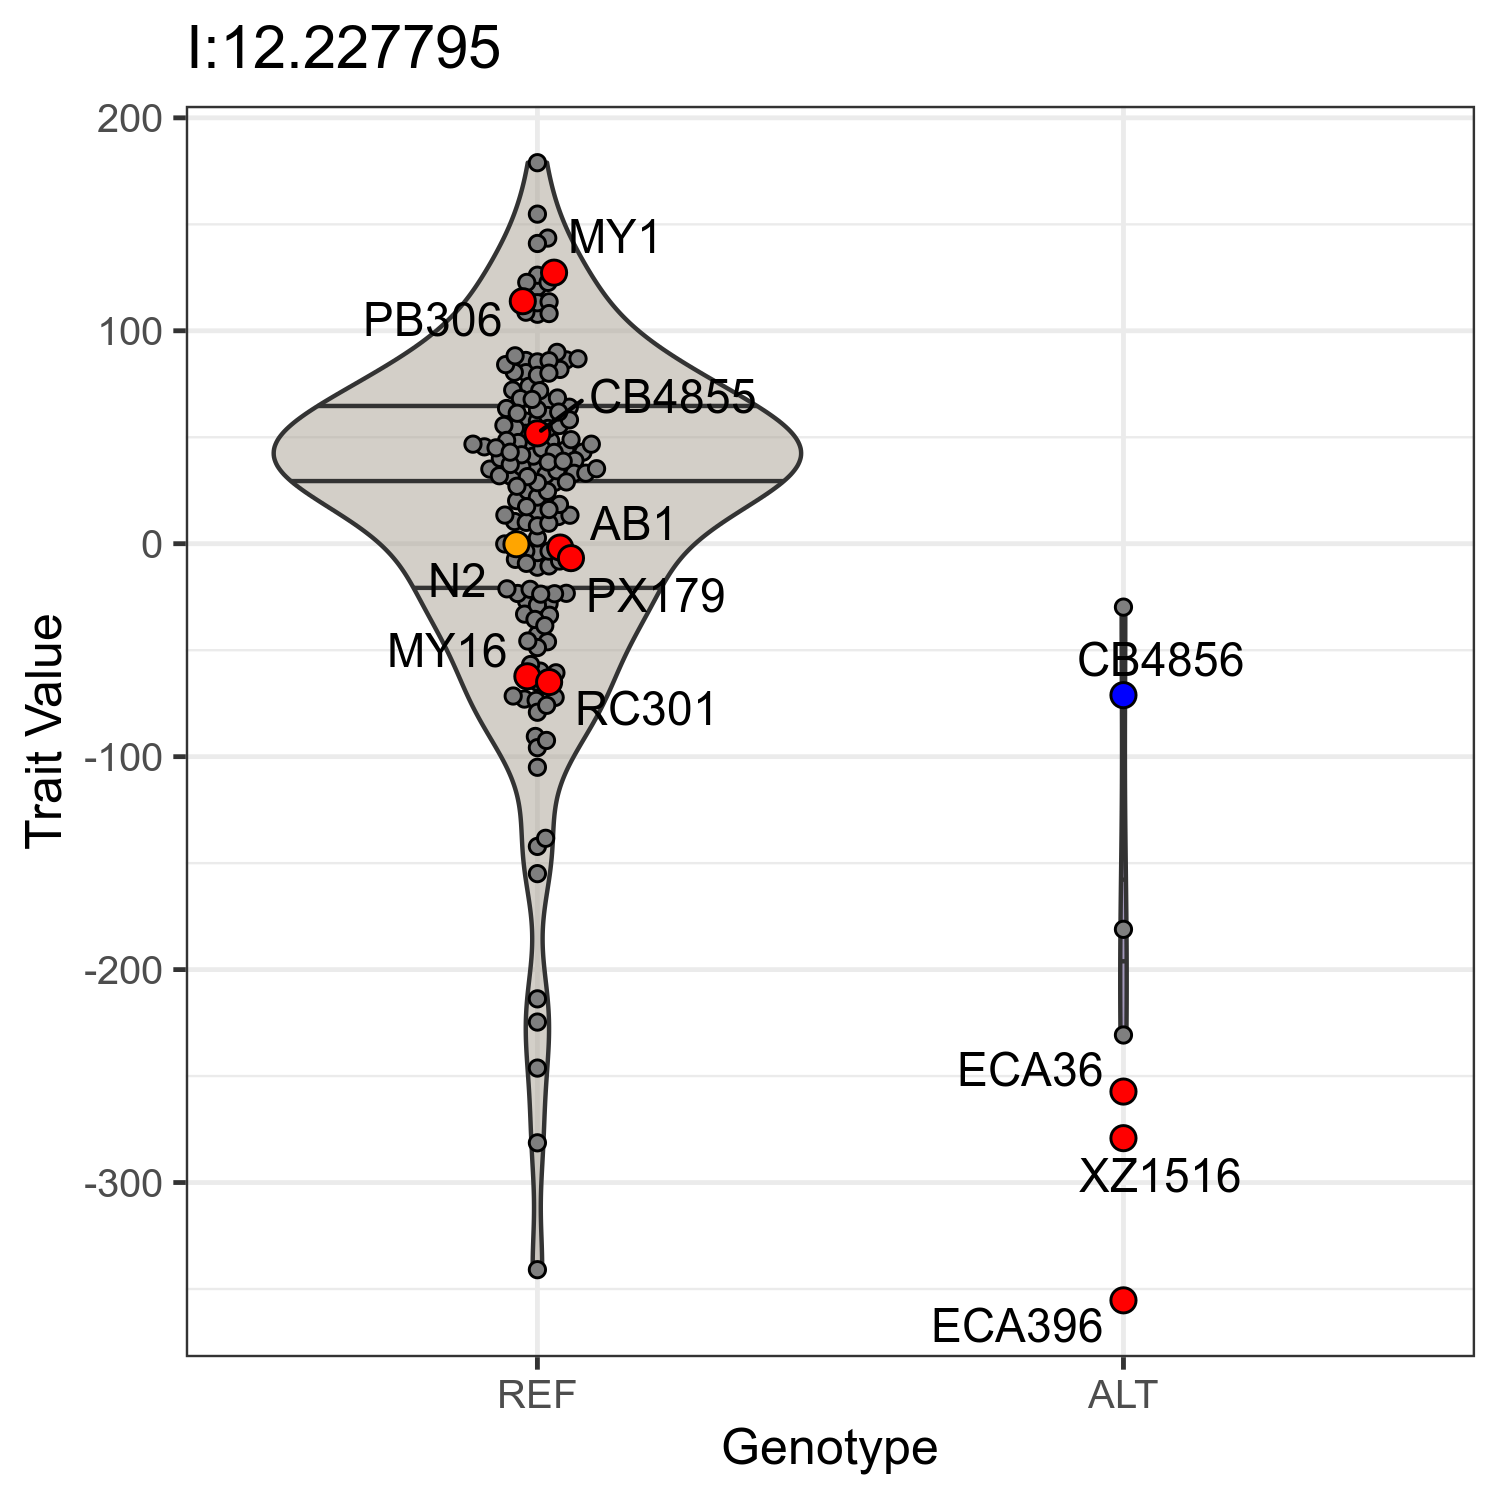 I:12.227795
200
MY1
PB306
100
CB4855
AB1
0
N2
PX179
MY16
CB4856
RC301
-100
Trait Value
-200
ECA36
XZ1516
-300
ECA396
REF
ALT
Genotype